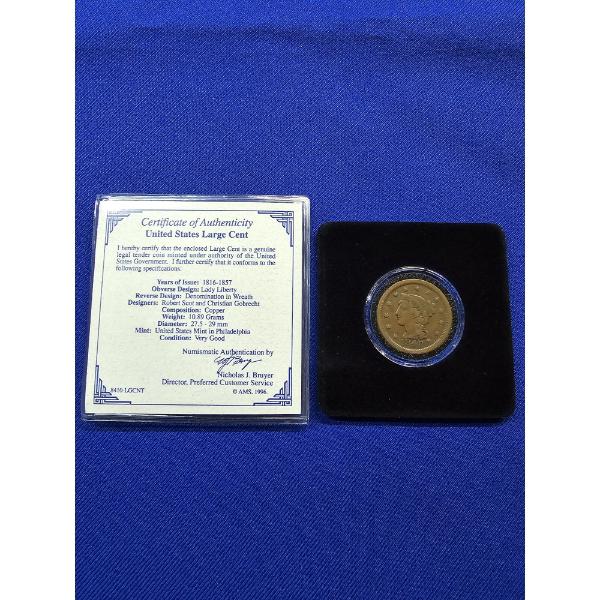 Certificate of Authenticity
United States Large Cent
I hereby certify that the enclosed Large Cent is a genuine
legal tender coin minted under authority of the United
States Government. I further certify that it conforms to the
following specifications.
Years of Issue: 1816-1857
Obverse Design: Lady Liberty
Reverse Design: Denomination in Wreath
Designers: Robert Scot and Christian Gobrecht
Composition: Copper
Weight: 10.89 Grams
Diameter: 27.5 - 29 mm
Mint: United States Mint in Philadelphia
Condition: Very Good
Numismatic Authentication by
Nicholas J. Bruyer
Director, Preferred Customer Service
8450-LGCNT
© AMS, 1996.